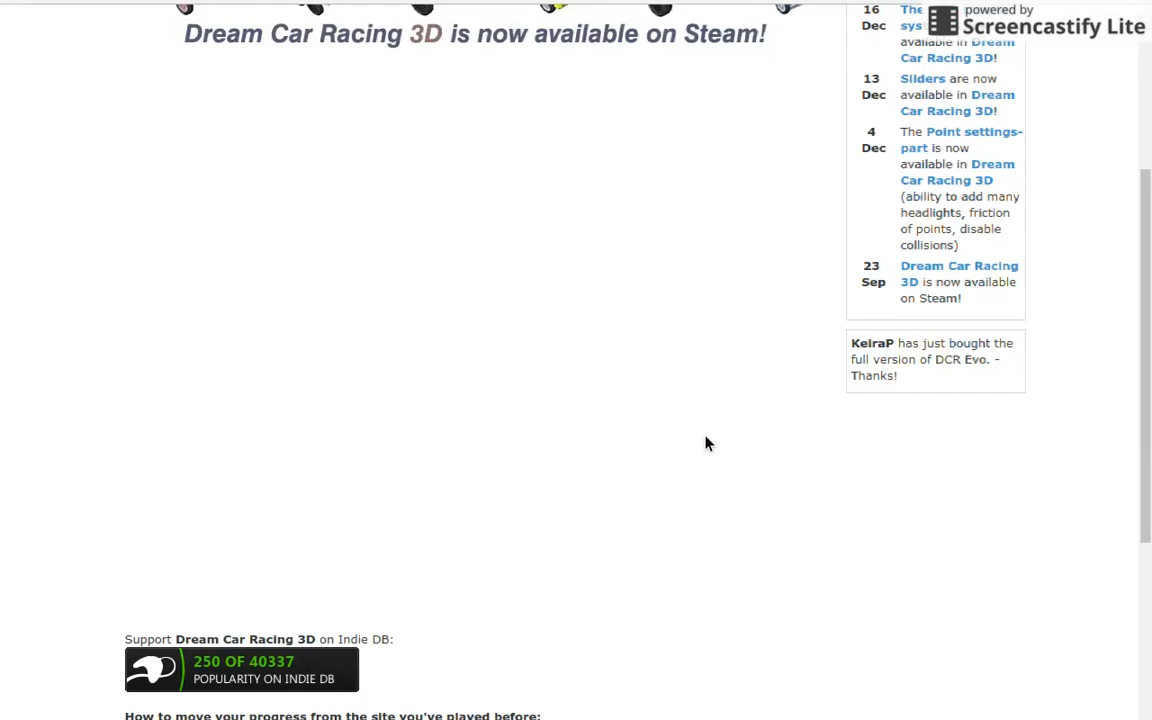 Dream Car Racing 3D is now available on Steam!
powered by
Screencastify Lite
16 The
Dec sys
available in Dream
Car Racing 3D!
13 Sliders are now
Dec available in Dream
Car Racing 3D!
4 The Point settings-
Dec part is now
available in Dream
Car Racing 3D
(ability to add many
headlights, friction
of points, disable
collisions)
23 Dream Car Racing
Sep 3D is now available
on Steam!
KeiraP has just bought the
full version of DCR Evo. -
Thanks!
Support Dream Car Racing 3D on Indie DB:
250 OF 40337
POPULARITY ON INDIE DB
How to move your progress from the site you've played before: